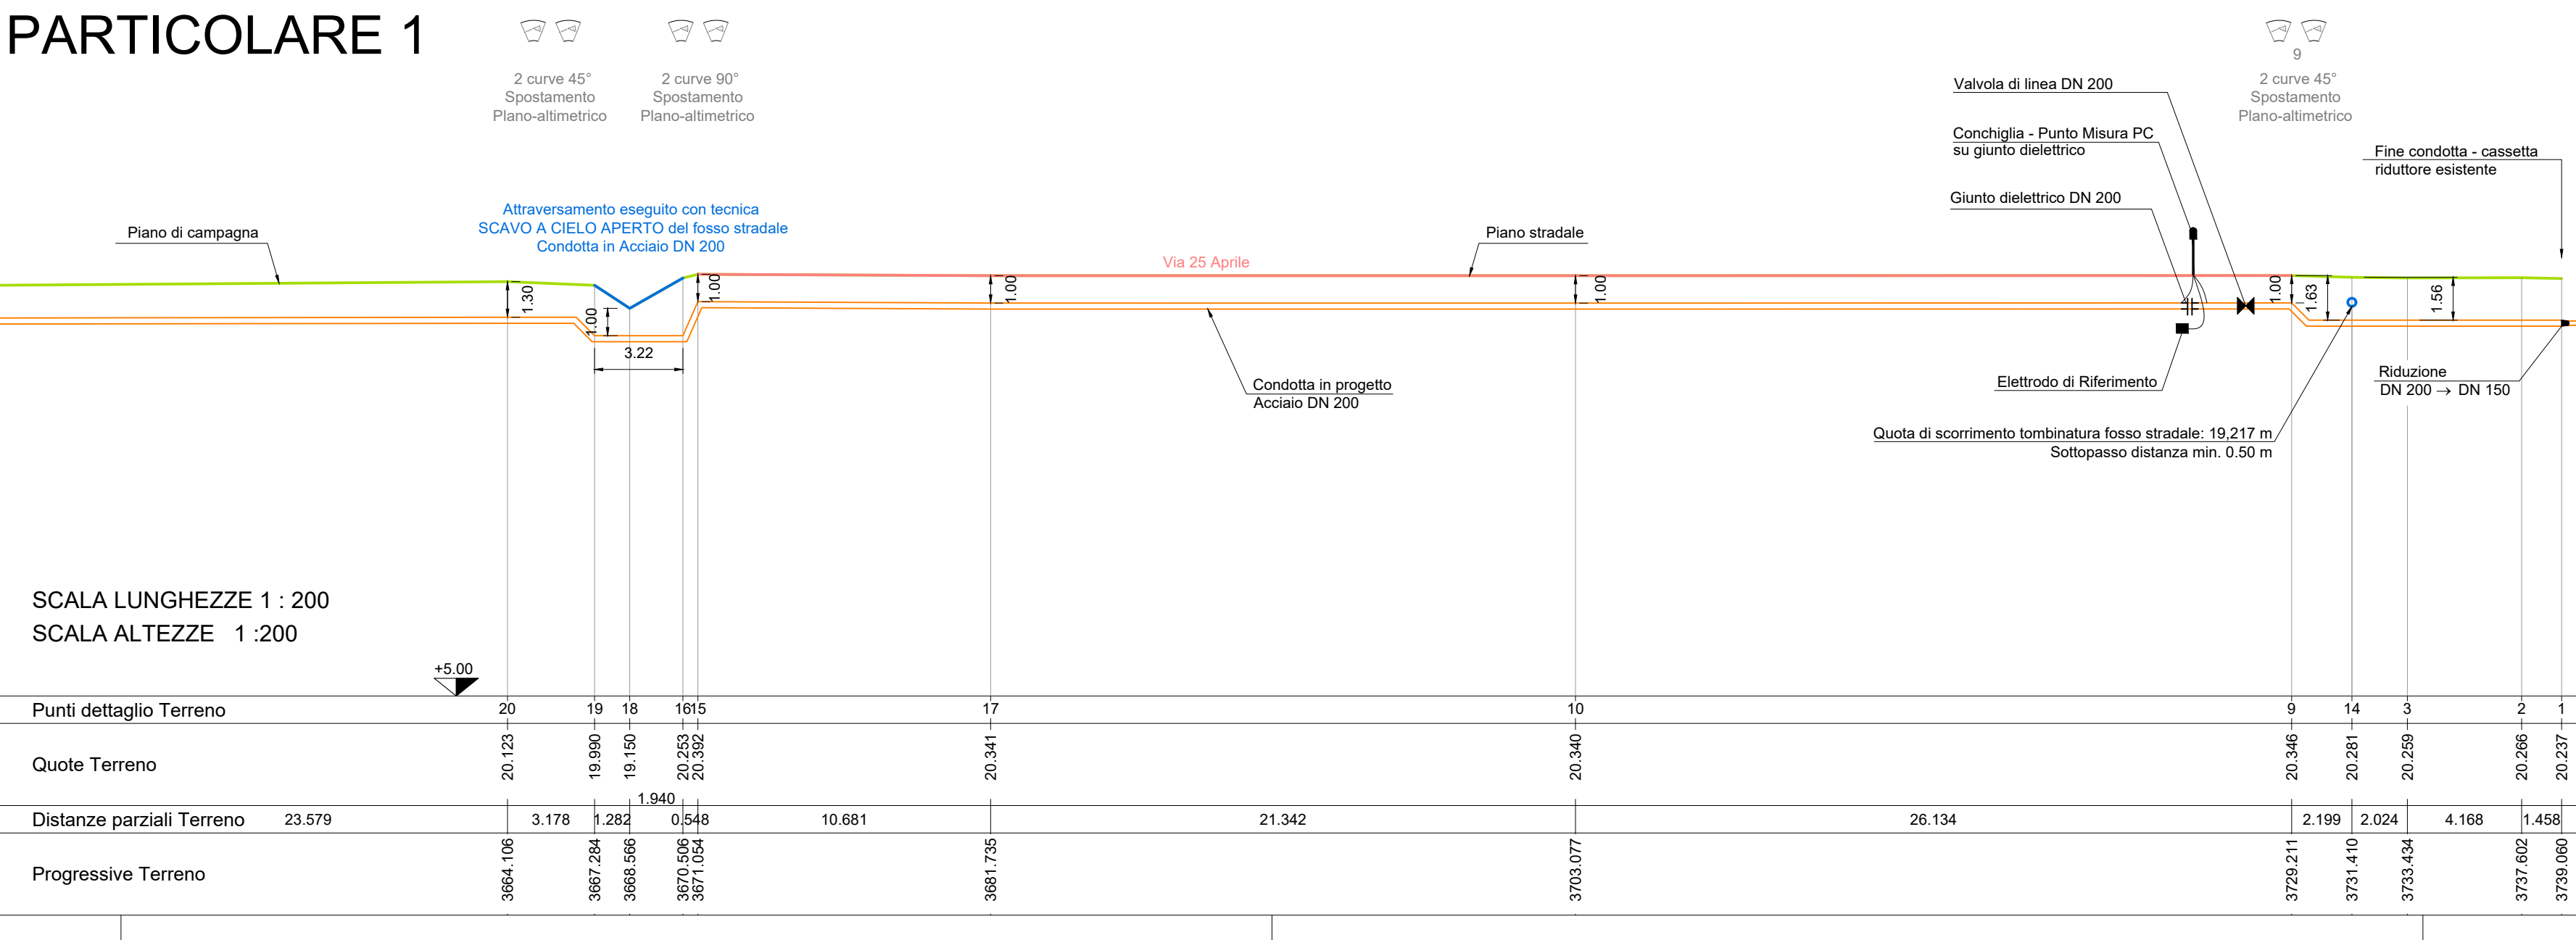 PARTICOLARE 1
2 curve 45°
Spostamento
Plano-altimetrico
2 curve 90°
Spostamento
Plano-altimetrico
9
2 curve 45°
Spostamento
Plano-altimetrico
Valvola di linea DN 200
Conchiglia - Punto Misura PC
su giunto dielettrico
Giunto dielettrico DN 200
Fine condotta - cassetta
riduttore esistente
Piano di campagna
Attraversamento eseguito con tecnica
SCAVO A CIELO APERTO del fosso stradale
Condotta in Acciaio DN 200
Via 25 Aprile
Piano stradale
1.30
1.00
3.22
1.00
1.00
1.00
1.00
1.63
1.56
Condotta in progetto
Acciaio DN 200
Elettrodo di Riferimento
Riduzione
DN 200 → DN 150
Quota di scorrimento tombinatura fosso stradale: 19,217 m
Sottopasso distanza min. 0.50 m
SCALA LUNGHEZZE 1 : 200
SCALA ALTEZZE 1 :200
+5.00
Punti dettaglio Terreno 20 19 18 16 15 17 10 9 14 3 2 1
Quote Terreno 20.123 19.990 19.150 20.253 20.392 20.341 20.340 20.346 20.281 20.259 20.266 20.237
Distanze parziali Terreno 23.579 3.178 1.282 1.940 0.548 10.681 21.342 26.134 2.199 2.024 4.168 1.458
Progressive Terreno 3664.106 3667.284 3668.566 3670.506 3671.054 3681.735 3703.077 3729.211 3731.410 3733.434 3737.602 3739.060